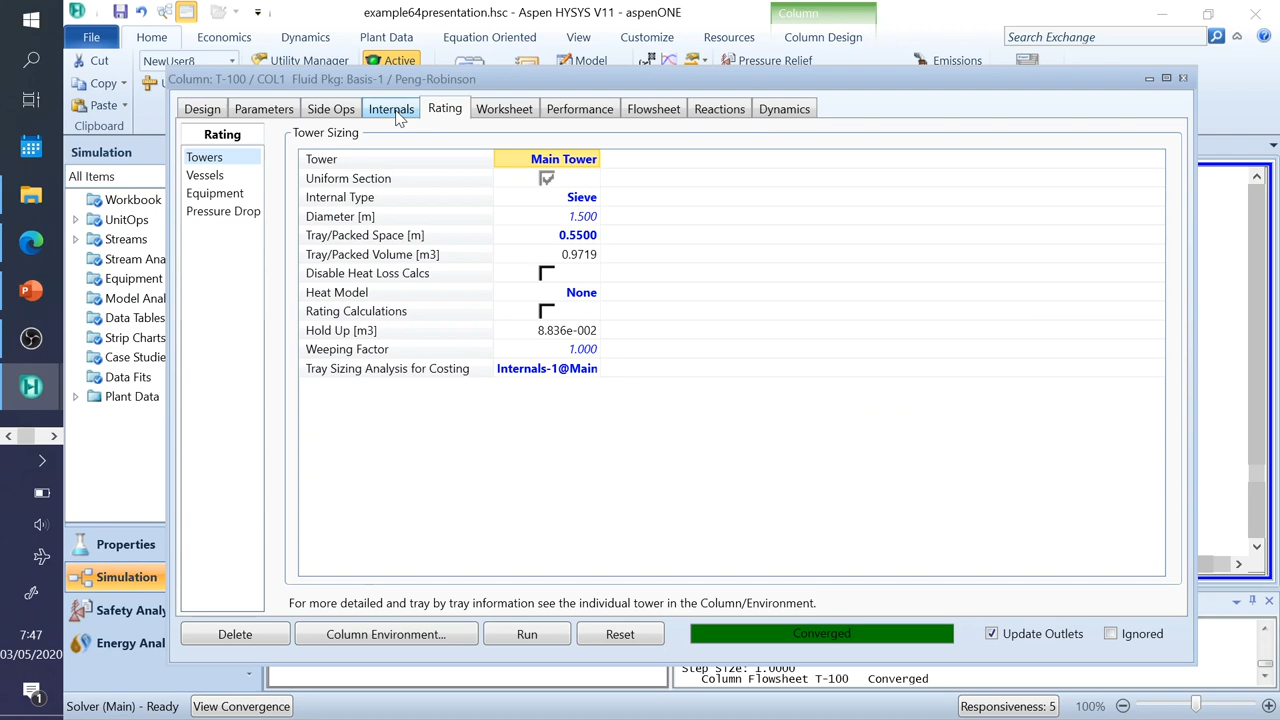 example64presentation.hsc - Aspen HYSYS V11 - aspenONE
Column
File
Home
Economics
Dynamics
Plant Data
Equation Oriented
View
Customize
Resources
Column Design
Search Exchange
Cut
NewUser8
Utility Manager
Active
Model
Pressure Relief
Emissions
Copy
Paste
Clipboard
Column: T-100 / COL1 Fluid Pkg: Basis-1 / Peng-Robinson
Design
Parameters
Side Ops
Internals
Rating
Worksheet
Performance
Flowsheet
Reactions
Dynamics
Simulation
All Items
Workbook
UnitOps
Streams
Stream Ana
Equipment
Model Anal
Data Tables
Strip Charts
Case Studie
Data Fits
Plant Data
Properties
Simulation
Safety Analy
Energy Anal
Rating
Towers
Vessels
Equipment
Pressure Drop
Tower Sizing
Tower Main Tower
Uniform Section
Internal Type Sieve
Diameter [m] 1.500
Tray/Packed Space [m] 0.5500
Tray/Packed Volume [m3] 0.9719
Disable Heat Loss Calcs
Heat Model None
Rating Calculations
Hold Up [m3] 8.836e-002
Weeping Factor 1.000
Tray Sizing Analysis for Costing Internals-1@Main
For more detailed and tray by tray information see the individual tower in the Column/Environment.
Delete
Column Environment...
Run
Reset
Converged
Update Outlets
Ignored
Step Size: 1.0000
Column Flowsheet T-100 Converged
7:47
03/05/2020
1
Solver (Main) - Ready
View Convergence
Responsiveness: 5
100%